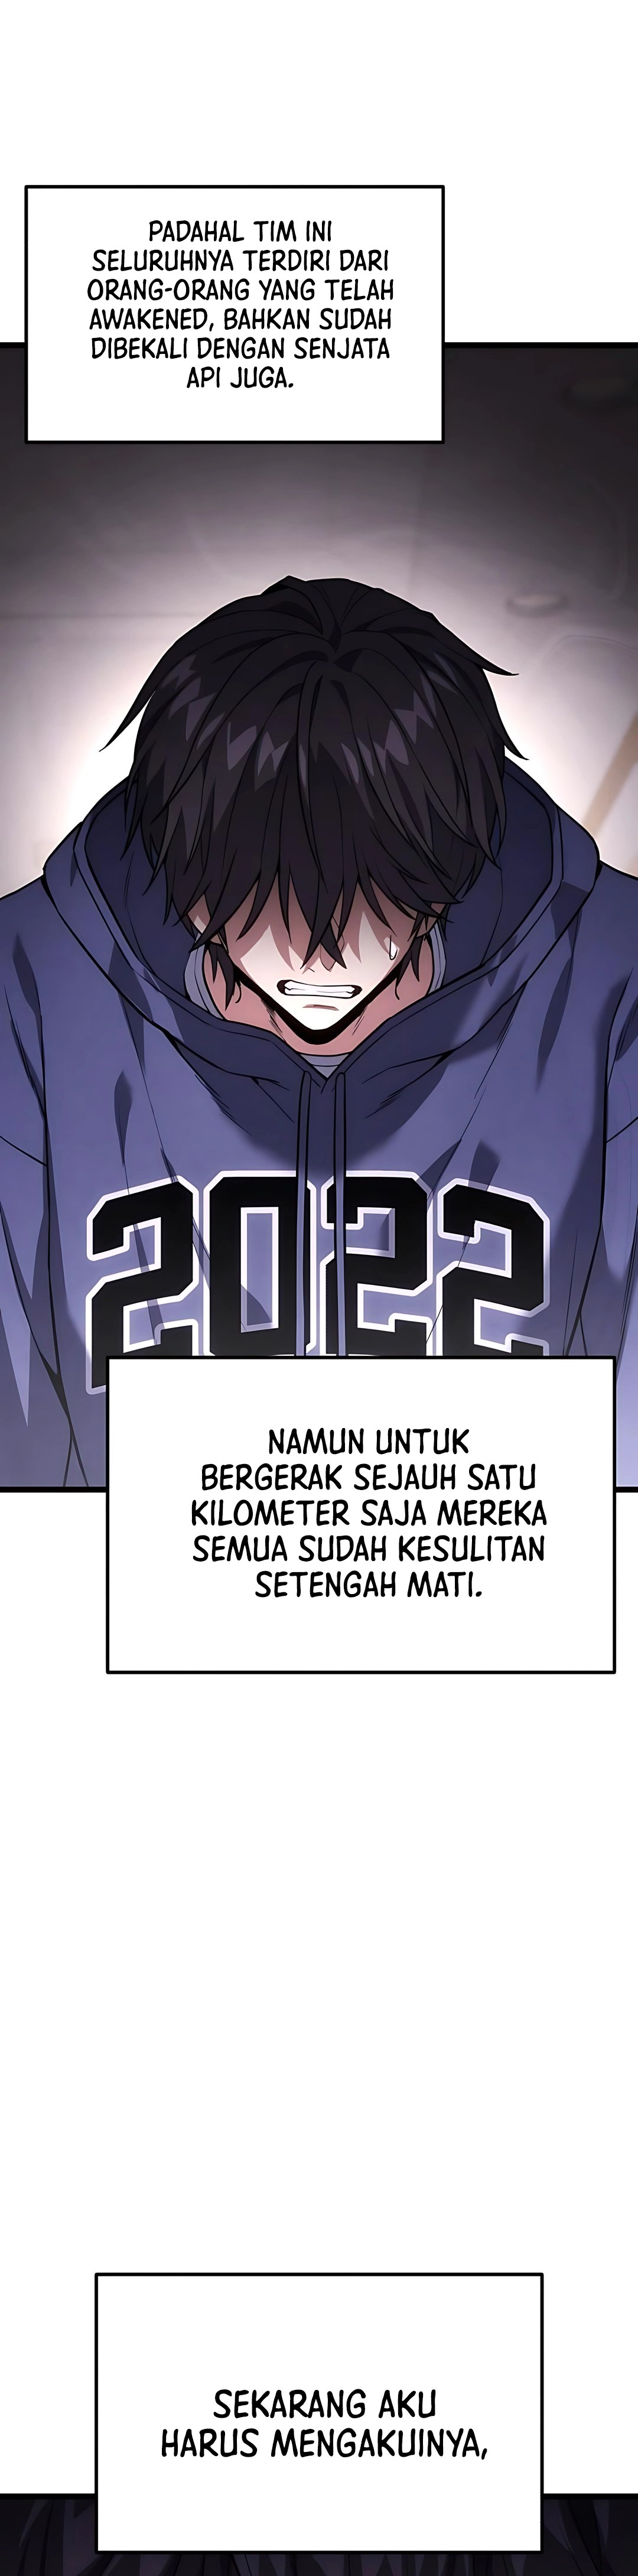 PADAHAL TIM INI
SELURUHNYA TERDIRI DARI
ORANG-ORANG YANG TELAH
AWAKENED, BAHKAN SUDAH
DIBEKALI DENGAN SENJATA
API JUGA.
2022
NAMUN UNTUK
BERGERAK SEJAUH SATU
KILOMETER SAJA MEREKA
SEMUA SUDAH KESULITAN
SETENGAH MATI.
SEKARANG AKU
HARUS MENGAKUINYA,